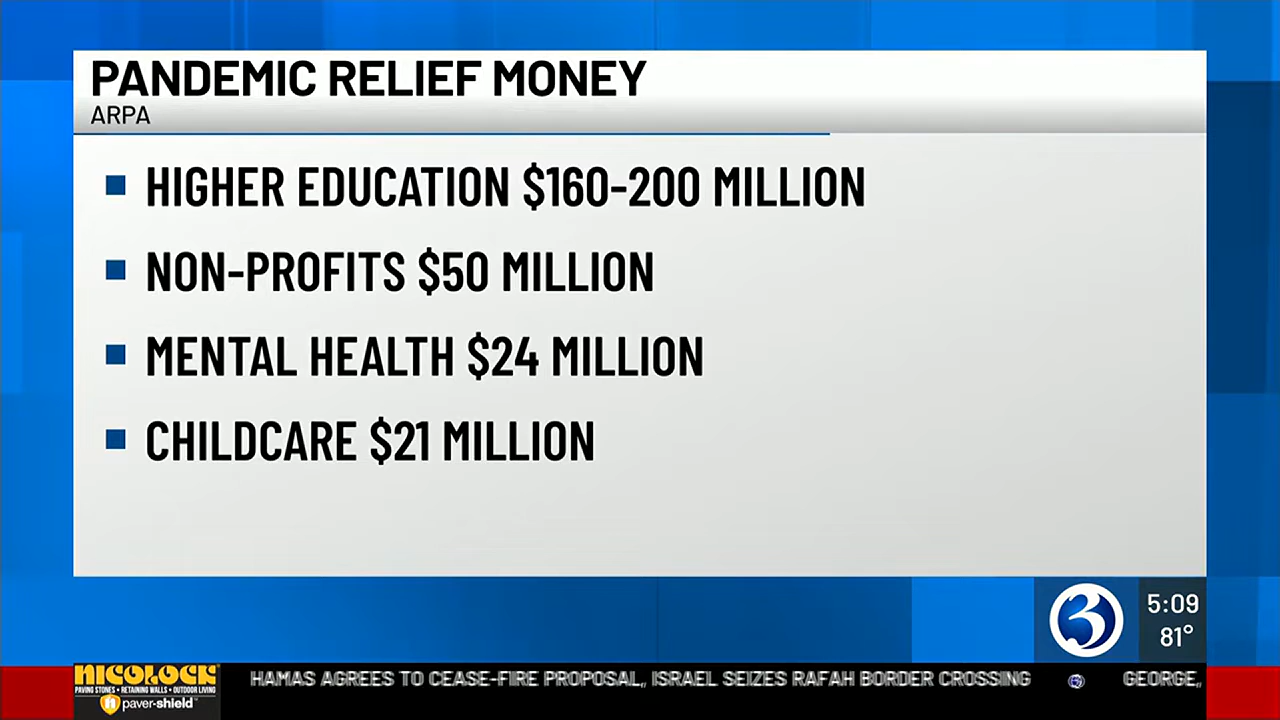 PANDEMIC RELIEF MONEY
ARPA
HIGHER EDUCATION $160-200 MILLION
NON-PROFITS $50 MILLION
MENTAL HEALTH $24 MILLION
CHILDCARE $21 MILLION
3
5:09
81°
NICOLOCK
PAVING STONES • RETAINING WALLS • OUTDOOR LIVING
paver-shield™
HAMAS AGREES TO CEASE-FIRE PROPOSAL, ISRAEL SEIZES RAFAH BORDER CROSSING
GEORGE,